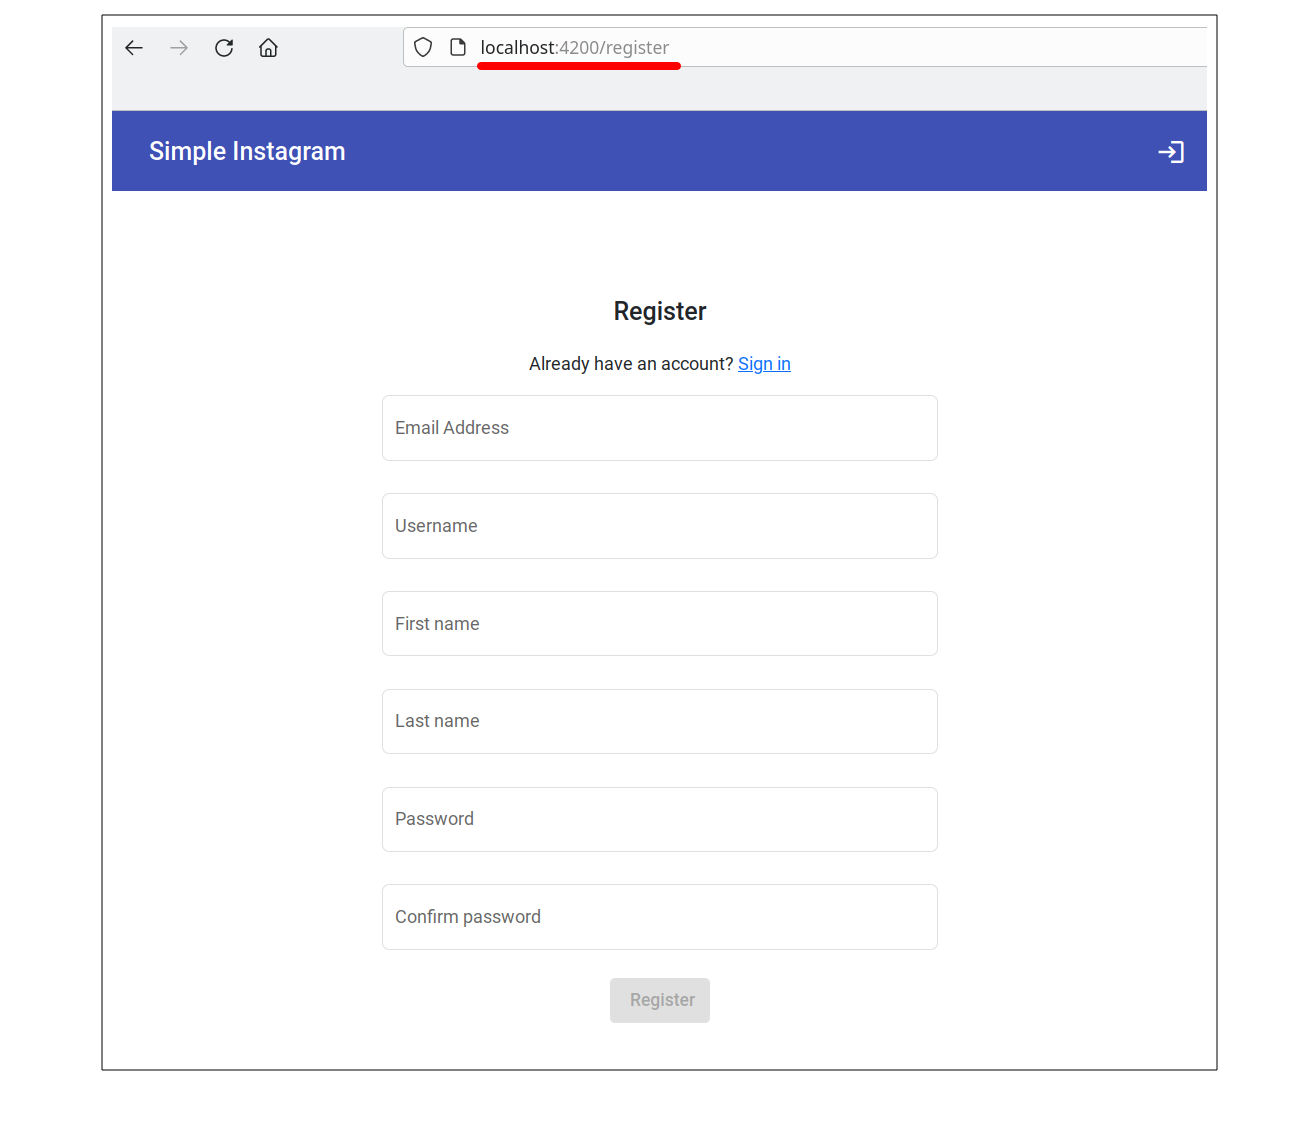 localhost:4200/register
Simple Instagram
Register
Already have an account? Sign in
Email Address
Username
First name
Last name
Password
Confirm password
Register